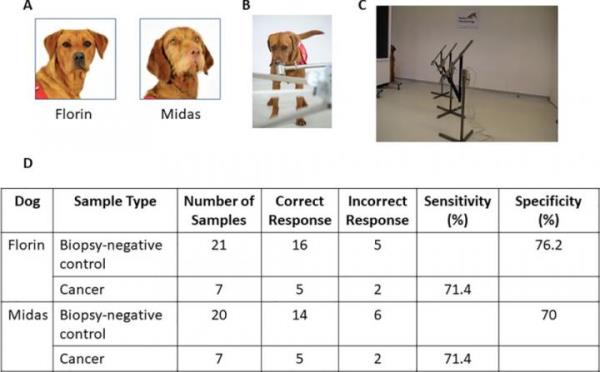 A
B
C
Florin
Midas
D
Dog Sample Type Number of Samples Correct Response Incorrect Response Sensitivity (%) Specificity (%)
Florin Biopsy-negative control 21 16 5 76.2
Cancer 7 5 2 71.4
Midas Biopsy-negative control 20 14 6 70
Cancer 7 5 2 71.4